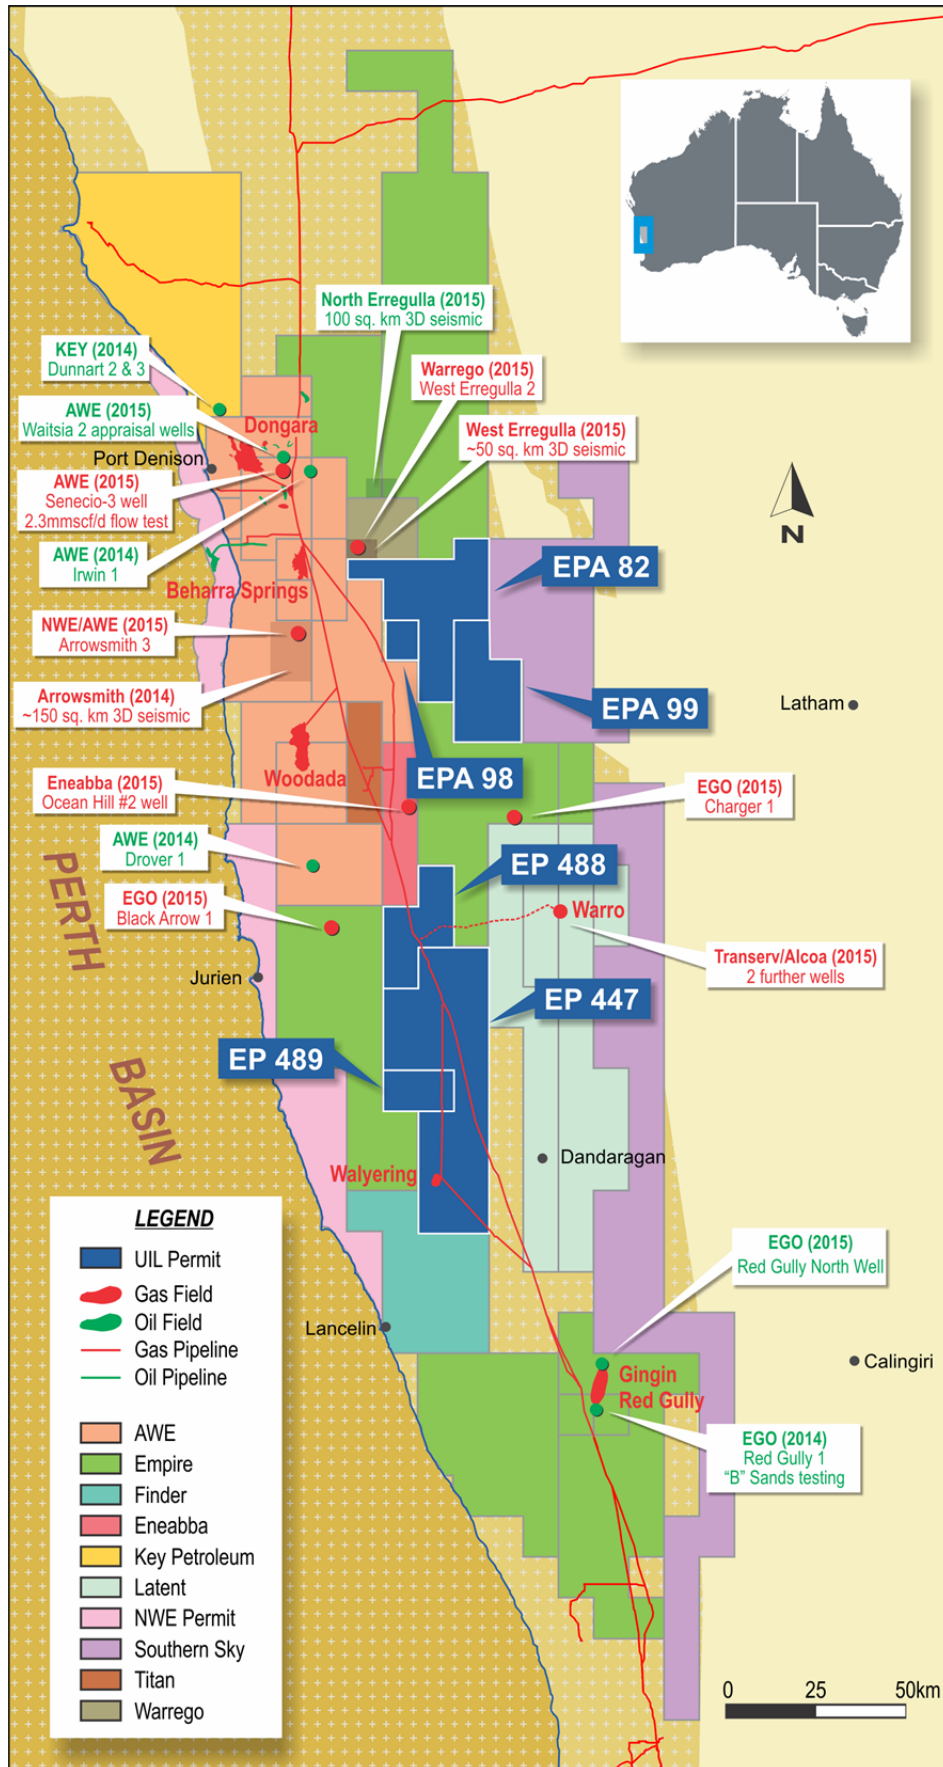 North Erregulla (2015)
100 sq. km 3D seismic
KEY (2014)
Dunnart 2 & 3
Warrego (2015)
West Erregulla 2
AWE (2015)
Waitsia 2 appraisal wells
Dongara
West Erregulla (2015)
~50 sq. km 3D seismic
Port Denison
AWE (2015)
Senecio-3 well
2.3mmscf/d flow test
N
AWE (2014)
Irwin 1
EPA 82
Beharra Springs
NWE/AWE (2015)
Arrowsmith 3
Arrowsmith (2014)
~150 sq. km 3D seismic
EPA 99
Latham
Woodada
EPA 98
Eneabba (2015)
Ocean Hill #2 well
EGO (2015)
Charger 1
AWE (2014)
Drover 1
EP 488
EGO (2015)
Black Arrow 1
Warro
Transerv/Alcoa (2015)
2 further wells
PERTH
BASIN
Jurien
EP 447
EP 489
Dandaragan
Walyering
LEGEND
UIL Permit
Gas Field
Oil Field
Gas Pipeline
Oil Pipeline
AWE
Empire
Finder
Eneabba
Key Petroleum
Latent
NWE Permit
Southern Sky
Titan
Warrego
EGO (2015)
Red Gully North Well
Lancelin
Calingiri
Gingin
Red Gully
EGO (2014)
Red Gully 1
“B” Sands testing
0 25 50km